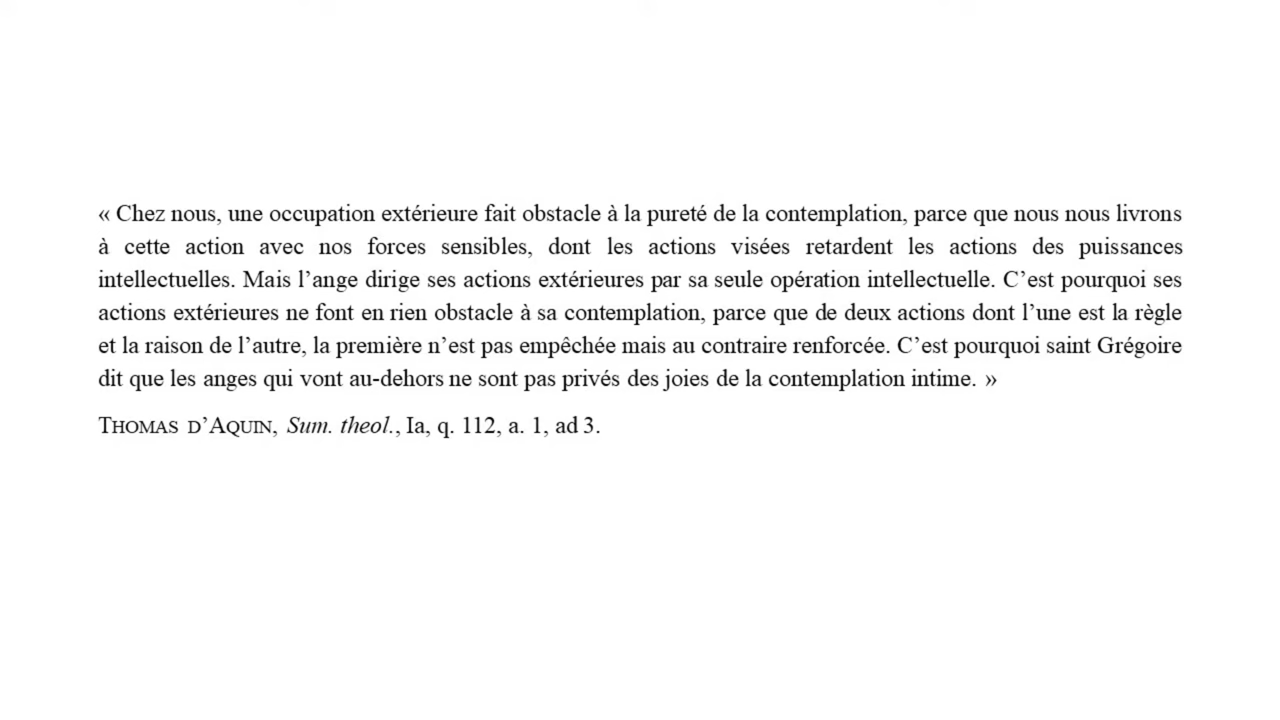 « Chez nous, une occupation extérieure fait obstacle à la pureté de la contemplation, parce que nous nous livrons
à cette action avec nos forces sensibles, dont les actions visées retardent les actions des puissances
intellectuelles. Mais l’ange dirige ses actions extérieures par sa seule opération intellectuelle. C’est pourquoi ses
actions extérieures ne font en rien obstacle à sa contemplation, parce que de deux actions dont l’une est la règle
et la raison de l’autre, la première n’est pas empêchée mais au contraire renforcée. C’est pourquoi saint Grégoire
dit que les anges qui vont au-dehors ne sont pas privés des joies de la contemplation intime. »
THOMAS D’AQUIN, Sum. theol., Ia, q. 112, a. 1, ad 3.